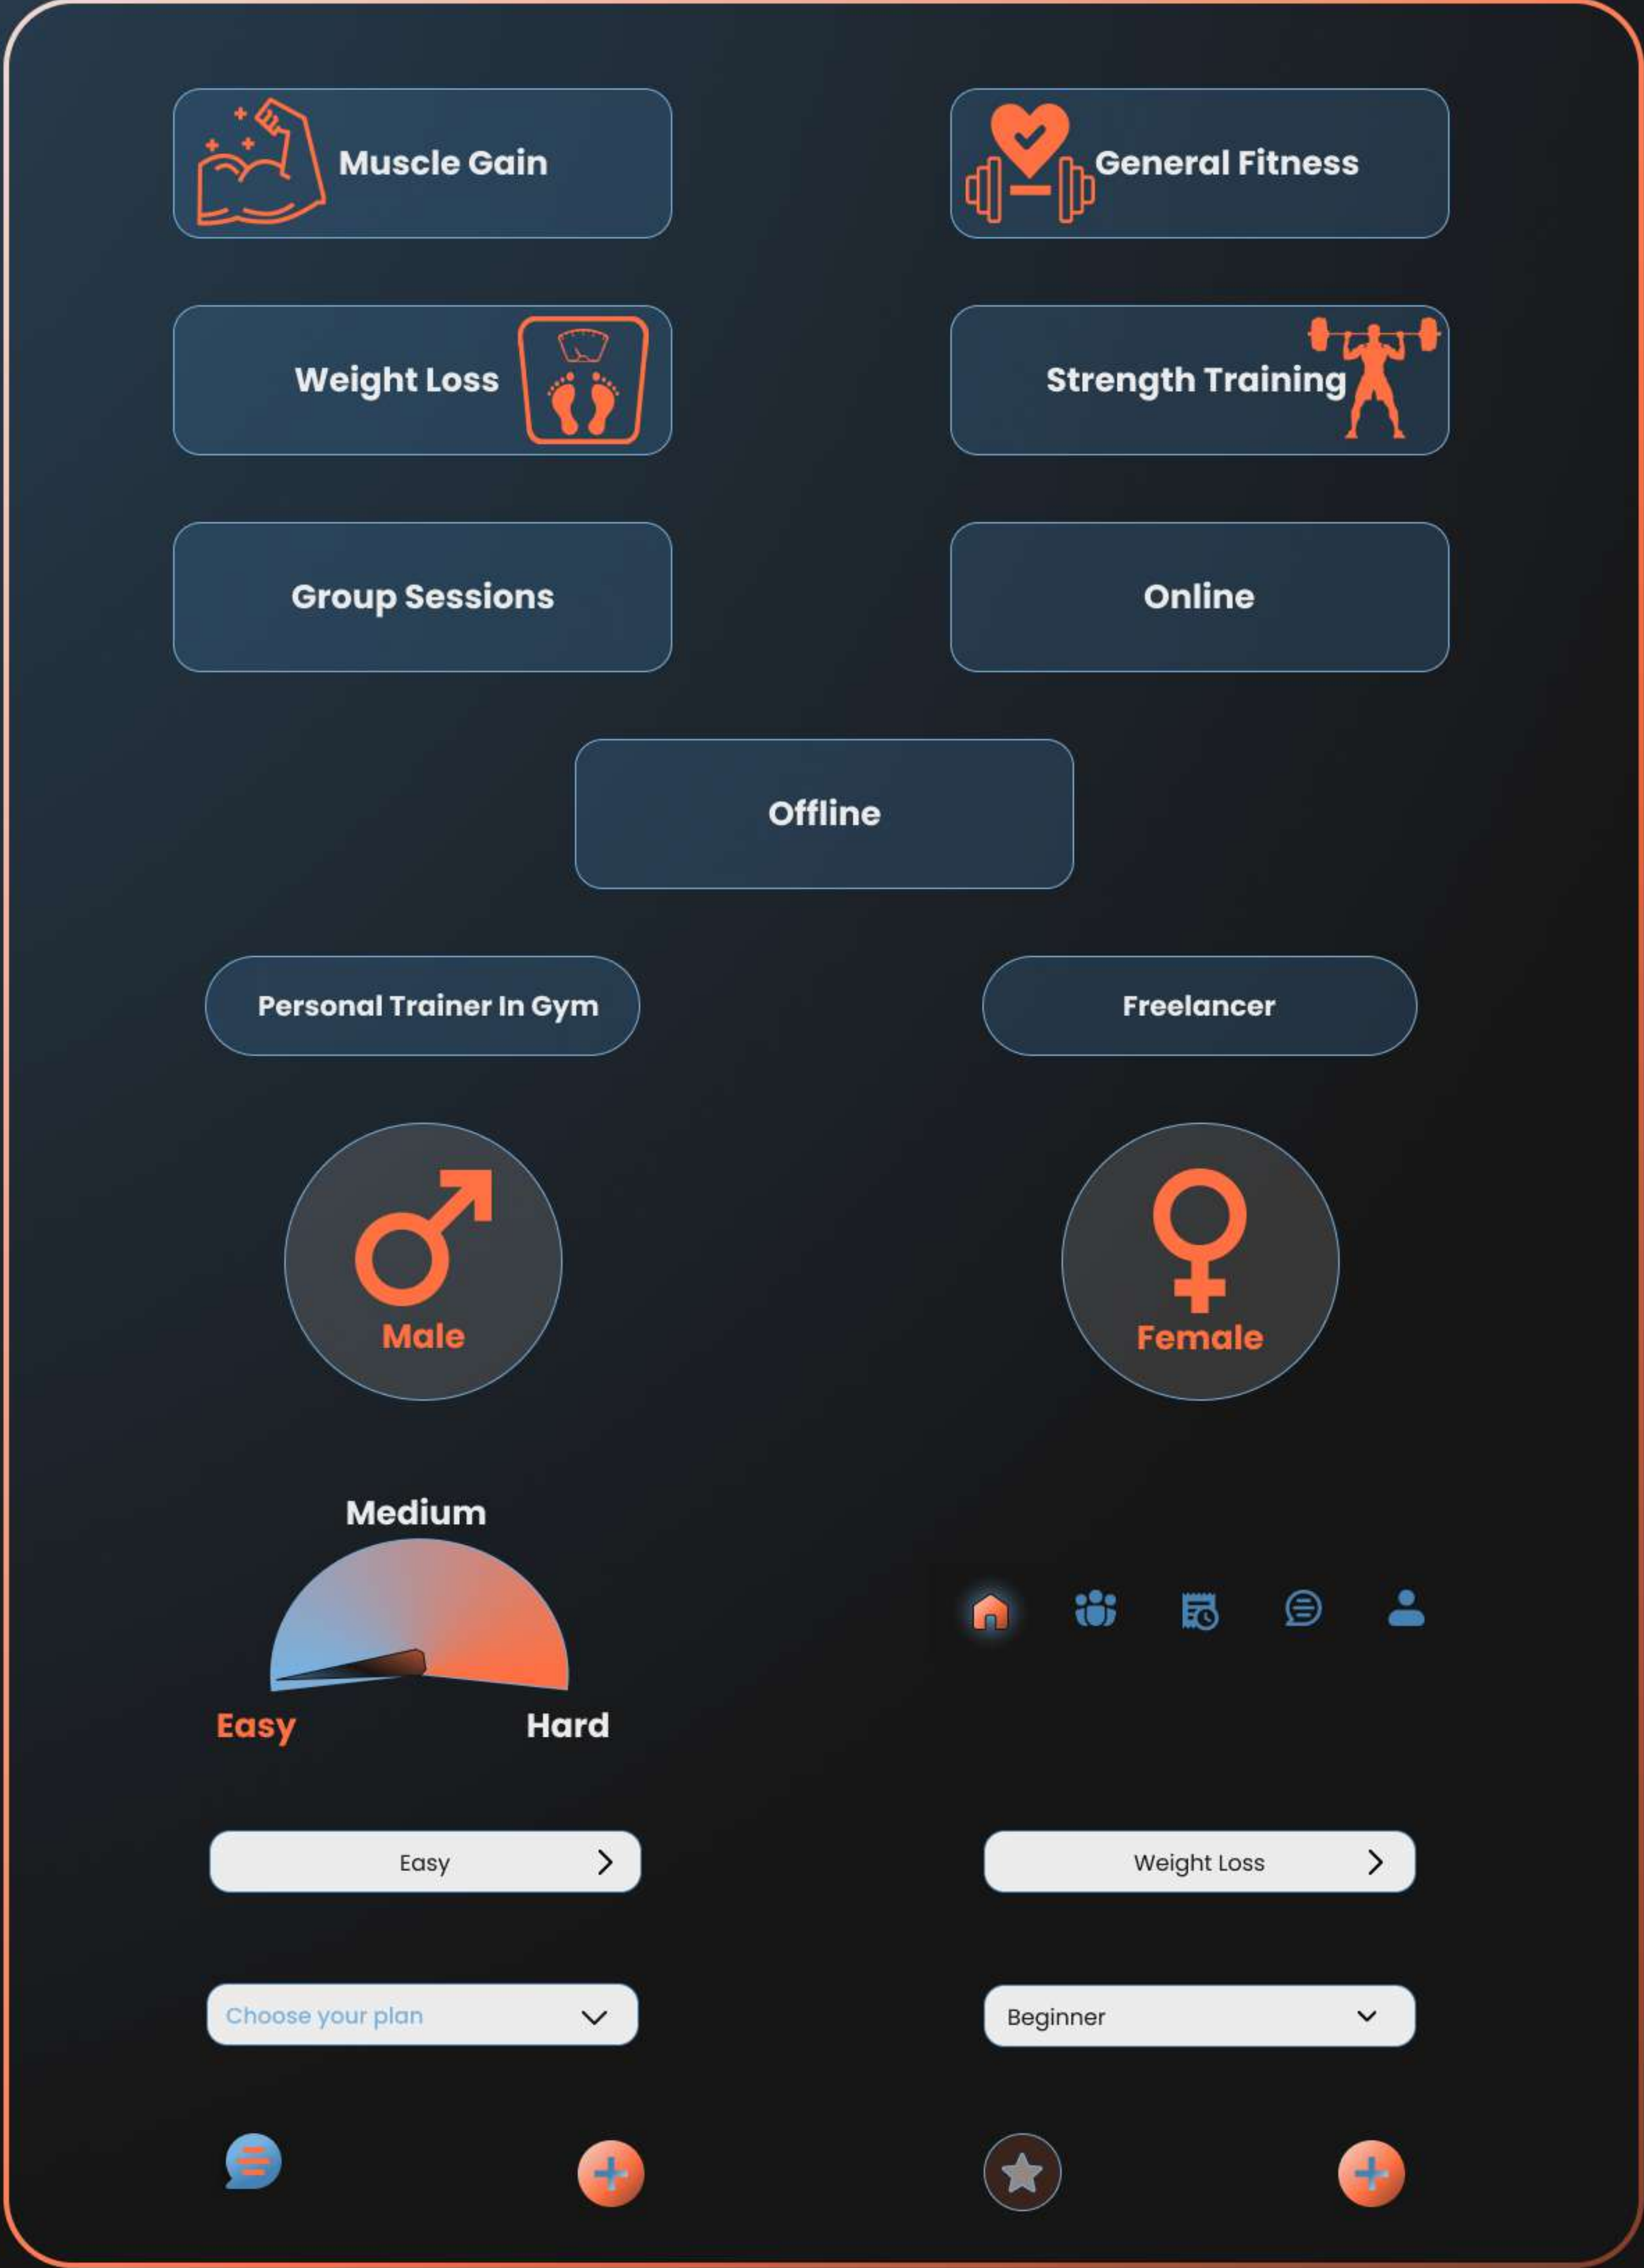 Muscle Gain
General Fitness
Weight Loss
Strength Training
Group Sessions
Online
Offline
Personal Trainer In Gym
Freelancer
Male
Female
Medium
Easy
Hard
Easy
Weight Loss
Choose your plan
Beginner